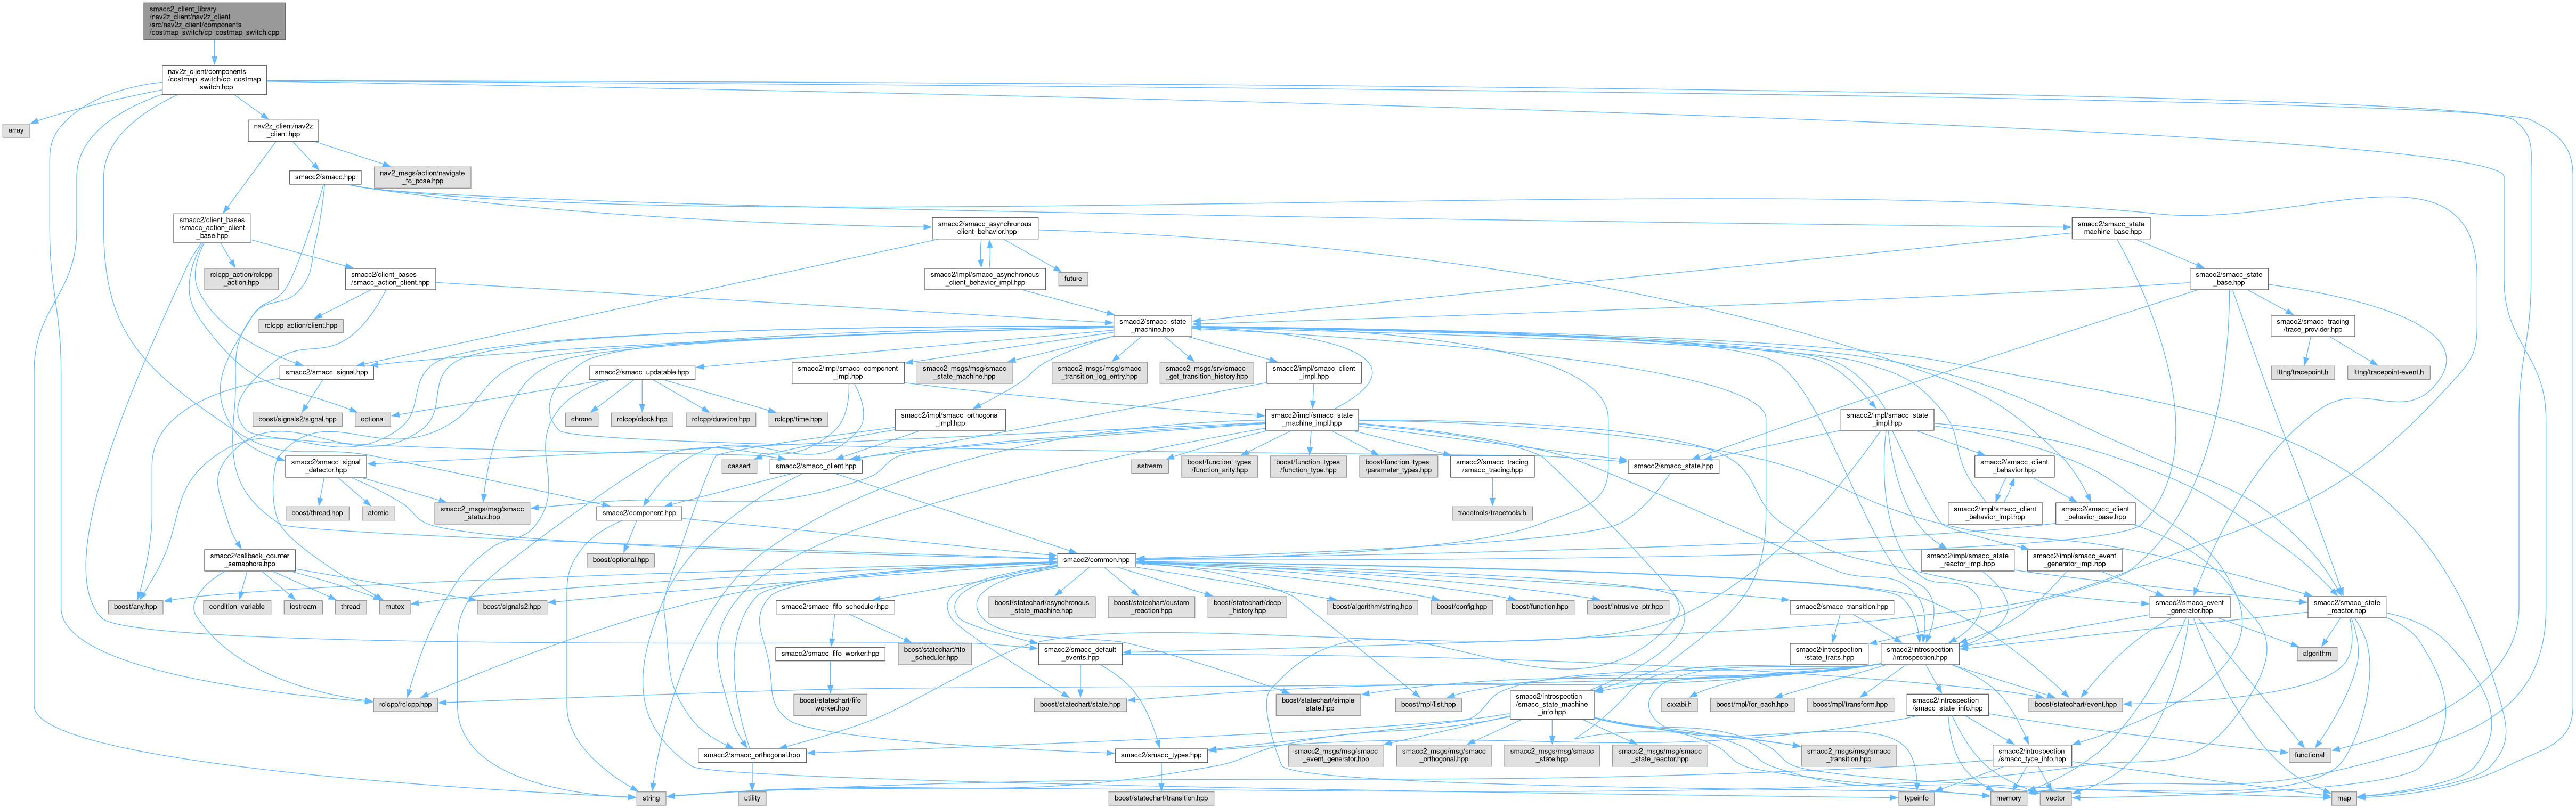 smacc2_client_library
/nav2z_client/nav2z_client
/src/nav2z_client/components
/costmap_switch/cp_costmap_switch.cpp
nav2z_client/components
/costmap_switch/cp_costmap
_switch.hpp
array
nav2z_client/nav2z
_client.hpp
smacc2/smacc.hpp
nav2_msgs/action/navigate
_to_pose.hpp
smacc2/client_bases
/smacc_action_client
_base.hpp
smacc2/smacc_asynchronous
_client_behavior.hpp
smacc2/smacc_state
_machine_base.hpp
rclcpp_action/rclcpp
_action.hpp
smacc2/client_bases
/smacc_action_client.hpp
smacc2/impl/smacc_asynchronous
_client_behavior_impl.hpp
future
smacc2/smacc_state
_base.hpp
rclcpp_action/client.hpp
smacc2/smacc_state
_machine.hpp
smacc2/smacc_tracing
/trace_provider.hpp
smacc2/smacc_signal.hpp
smacc2/smacc_updatable.hpp
smacc2/impl/smacc_component
_impl.hpp
smacc2_msgs/msg/smacc
_state_machine.hpp
smacc2_msgs/msg/smacc
_transition_log_entry.hpp
smacc2_msgs/srv/smacc
_get_transition_history.hpp
smacc2/impl/smacc_client
_impl.hpp
lttng/tracepoint.h
lttng/tracepoint-event.h
boost/signals2/signal.hpp
optional
chrono
rclcpp/clock.hpp
rclcpp/duration.hpp
rclcpp/time.hpp
smacc2/impl/smacc_orthogonal
_impl.hpp
smacc2/impl/smacc_state
_machine_impl.hpp
smacc2/impl/smacc_state
_impl.hpp
smacc2/smacc_signal
_detector.hpp
cassert
smacc2/smacc_client.hpp
sstream
boost/function_types
/function_arity.hpp
boost/function_types
/function_type.hpp
boost/function_types
/parameter_types.hpp
smacc2/smacc_tracing
/smacc_tracing.hpp
smacc2/smacc_state.hpp
smacc2/smacc_client
_behavior.hpp
boost/thread.hpp
atomic
smacc2_msgs/msg/smacc
_status.hpp
smacc2/component.hpp
tracetools/tracetools.h
smacc2/impl/smacc_client
_behavior_impl.hpp
smacc2/smacc_client
_behavior_base.hpp
smacc2/callback_counter
_semaphore.hpp
boost/optional.hpp
smacc2/common.hpp
smacc2/impl/smacc_state
_reactor_impl.hpp
smacc2/impl/smacc_event
_generator_impl.hpp
boost/any.hpp
condition_variable
iostream
thread
mutex
boost/signals2.hpp
smacc2/smacc_fifo_scheduler.hpp
boost/statechart/asynchronous
_state_machine.hpp
boost/statechart/custom
_reaction.hpp
boost/statechart/deep
_history.hpp
boost/algorithm/string.hpp
boost/config.hpp
boost/function.hpp
boost/intrusive_ptr.hpp
smacc2/smacc_transition.hpp
smacc2/smacc_event
_generator.hpp
smacc2/smacc_state
_reactor.hpp
smacc2/smacc_fifo_worker.hpp
boost/statechart/fifo
_scheduler.hpp
smacc2/smacc_default
_events.hpp
smacc2/introspection
/state_traits.hpp
smacc2/introspection
/introspection.hpp
algorithm
rclcpp/rclcpp.hpp
boost/statechart/fifo
_worker.hpp
boost/statechart/state.hpp
boost/statechart/simple
_state.hpp
boost/mpl/list.hpp
smacc2/introspection
/smacc_state_machine
_info.hpp
cxxabi.h
boost/mpl/for_each.hpp
boost/mpl/transform.hpp
smacc2/introspection
/smacc_state_info.hpp
boost/statechart/event.hpp
smacc2/smacc_orthogonal.hpp
smacc2/smacc_types.hpp
smacc2_msgs/msg/smacc
_event_generator.hpp
smacc2_msgs/msg/smacc
_orthogonal.hpp
smacc2_msgs/msg/smacc
_state.hpp
smacc2_msgs/msg/smacc
_state_reactor.hpp
smacc2_msgs/msg/smacc
_transition.hpp
smacc2/introspection
/smacc_type_info.hpp
functional
string
utility
boost/statechart/transition.hpp
typeinfo
memory
vector
map